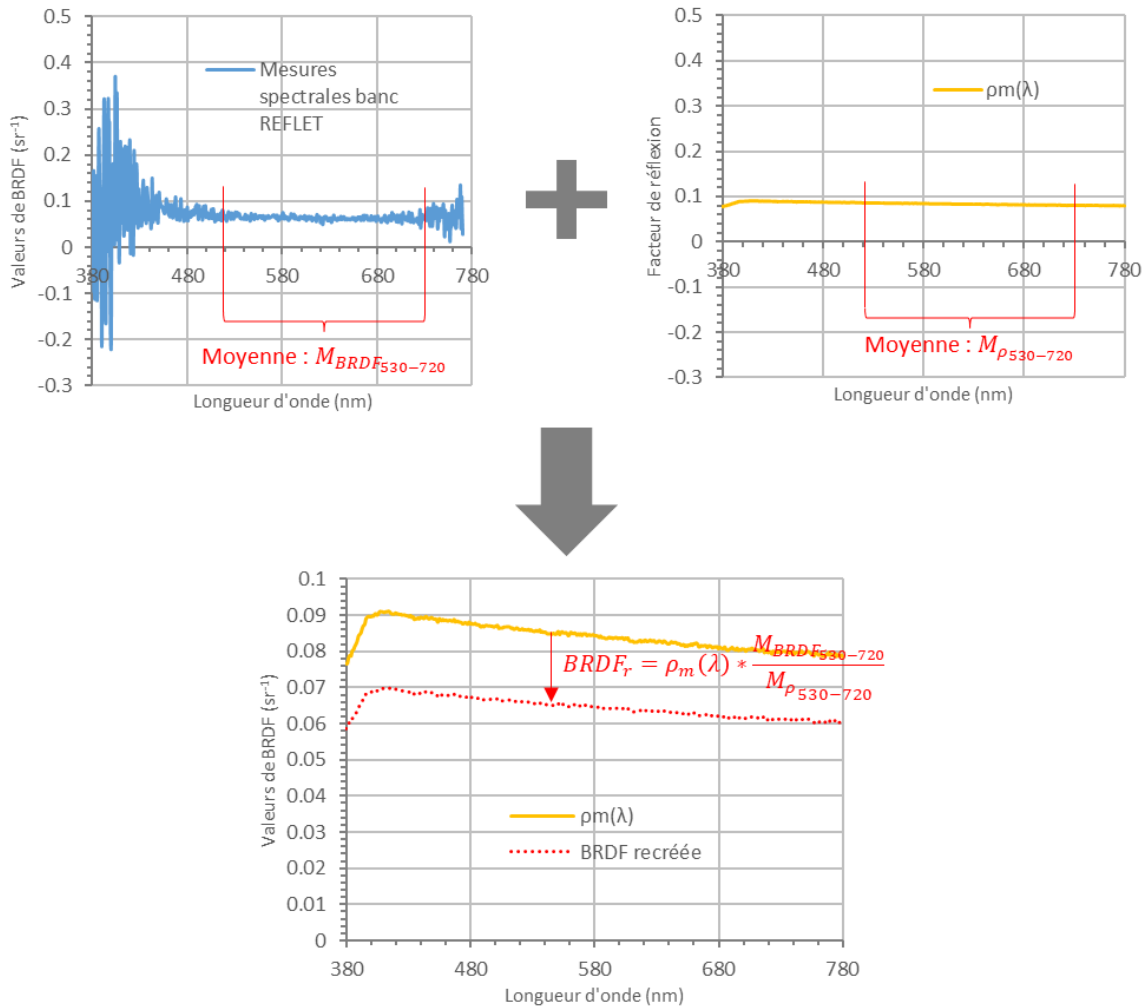 0.5
0.4
0.3
0.2
0.1
0
-0.1
-0.2
-0.3
380
480
580
680
780
Valeurs de BRDF (sr⁻¹)
Mesures
spectrales banc
REFLET
Moyenne : M_BRDF_530−720
Longueur d'onde (nm)
0.5
0.4
0.3
0.2
0.1
0
-0.1
-0.2
-0.3
380
480
580
680
780
Facteur de réflexion
ρm(λ)
Moyenne : M_ρ_530−720
Longueur d'onde (nm)
0.1
0.09
0.08
0.07
0.06
0.05
0.04
0.03
0.02
0.01
0
380
480
580
680
780
Valeurs de BRDF (sr⁻¹)
BRDF_r = ρ_m(λ) * M_BRDF_530−720 / M_ρ_530−720
ρm(λ)
BRDF recréée
Longueur d'onde (nm)